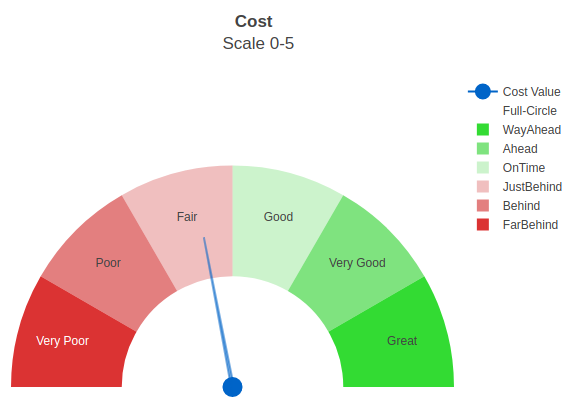 Cost
Scale 0-5
Cost Value
Full-Circle
WayAhead
Ahead
OnTime
JustBehind
Behind
FarBehind
Fair
Good
Poor
Very Good
Very Poor
Great